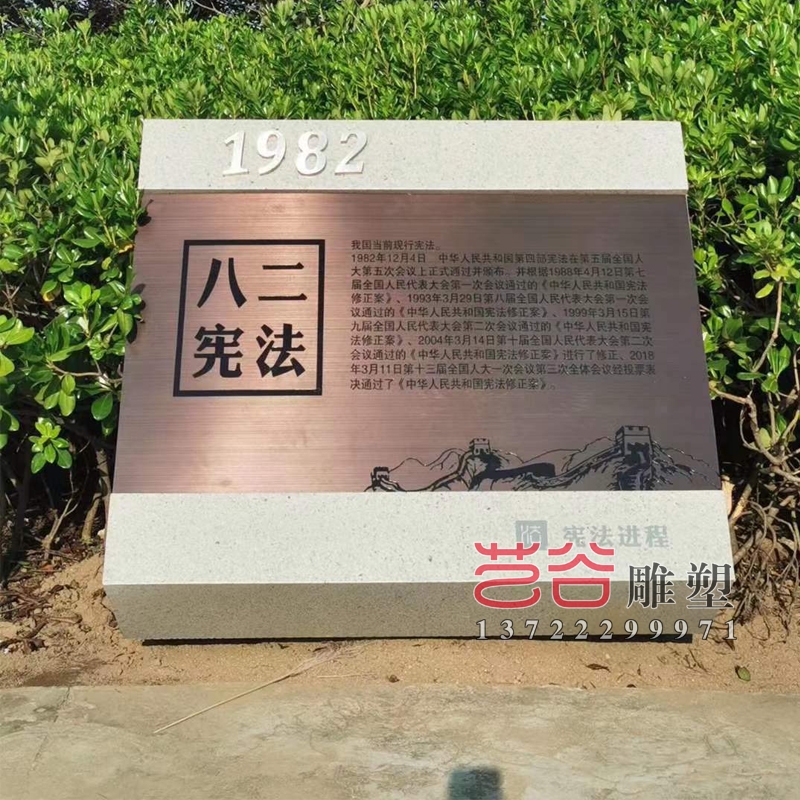 1982
八二
宪法
我国当前现行宪法。
1982年12月4日，中华人民共和国第四部宪法在第五届全国人
大第五次会议上正式通过并颁布。并根据1988年4月12日第七
届全国人民代表大会第一次会议通过的《中华人民共和国宪法
修正案》、1993年3月29日第八届全国人民代表大会第一次会
议通过的《中华人民共和国宪法修正案》、1999年3月15日第
九届全国人民代表大会第二次会议通过的《中华人民共和国宪
法修正案》、2004年3月14日第十届全国人民代表大会第二次
会议通过的《中华人民共和国宪法修正案》进行了修正、2018
年3月11日第十三届全国人大一次会议第三次全体会议经投票表
决通过了《中华人民共和国宪法修正案》。
宪法进程
艺谷雕塑
13722299971